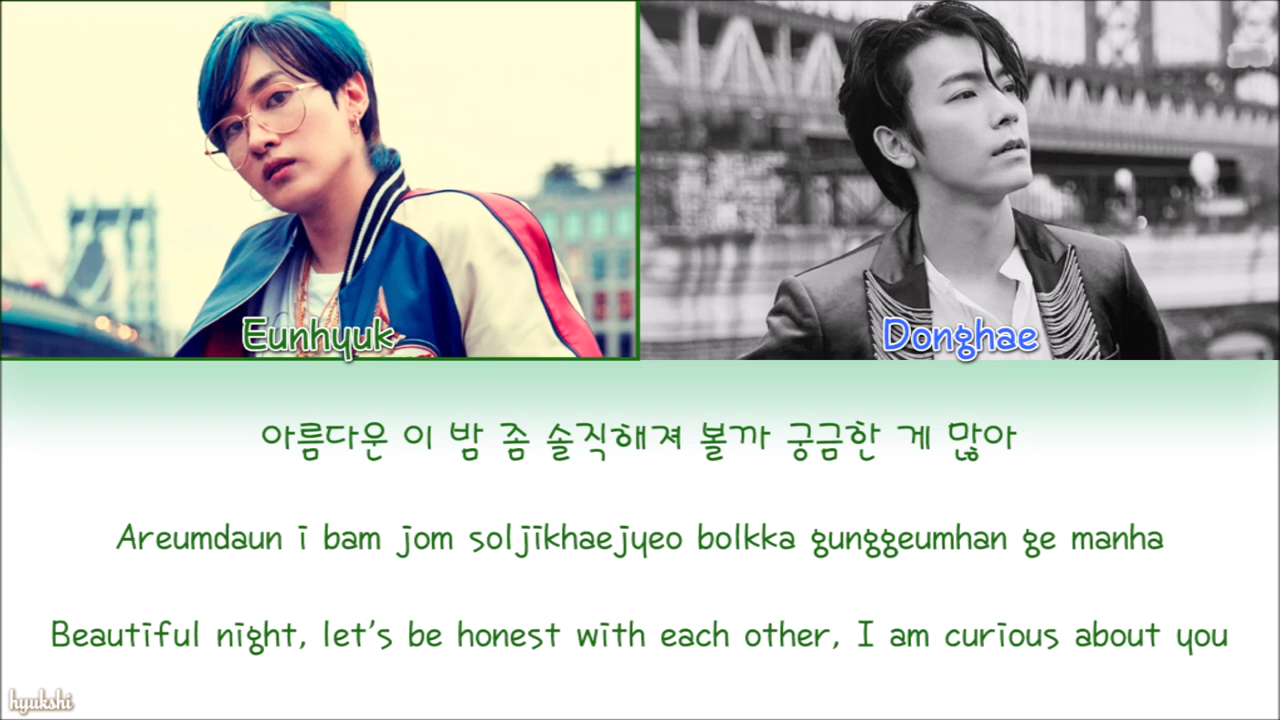 Eunhyuk
Donghae
아름다운 이 밤 좀 솔직해져 볼까 궁금한 게 많아
Areumdaun i bam jom soljikhaejyeo bolkka gunggeumhan ge manha
Beautiful night, let's be honest with each other, I am curious about you
hyukshi